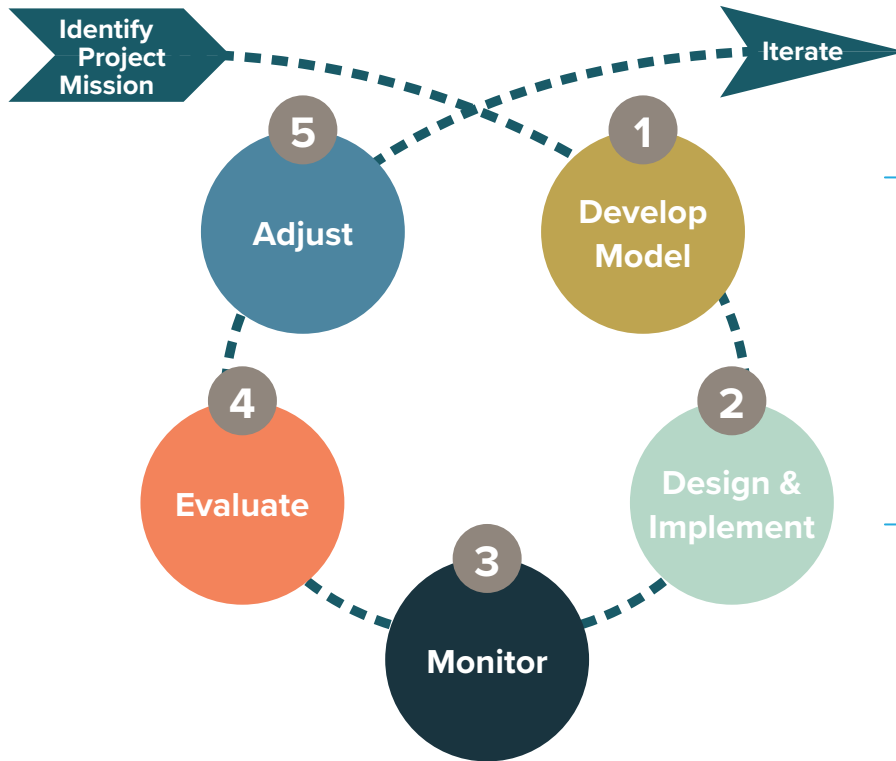 Identify
Project
Mission
Iterate
5
Adjust
1
Develop
Model
4
Evaluate
2
Design &
Implement
3
Monitor